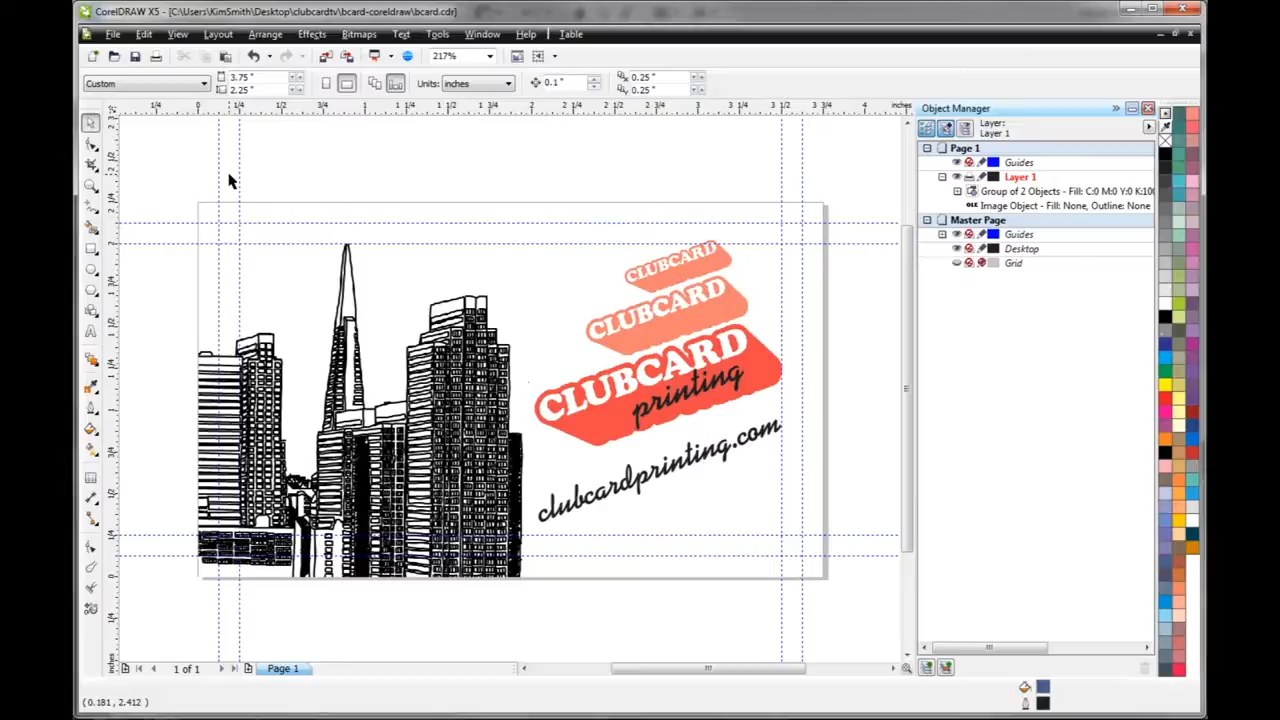 CorelDRAW X5 - [C:\Users\KimSmith\Desktop\clubcardtv\bcard-coreldraw\bcard.cdr]
File Edit View Layout Arrange Effects Bitmaps Text Tools Window Help Table
217%
Custom 3.75 " 2.25 " Units: inches 0.1 " 0.25 " 0.25 "
inches
Object Manager
Layer:
Layer 1
Page 1
Guides
Layer 1
Group of 2 Objects - Fill: C:0 M:0 Y:0 K:100
OLE Image Object - Fill: None, Outline: None
Master Page
Guides
Desktop
Grid
CLUBCARD
CLUBCARD
CLUBCARD
printing
clubcardprinting.com
inches
1 of 1 Page 1
( 0.181, 2.412 )